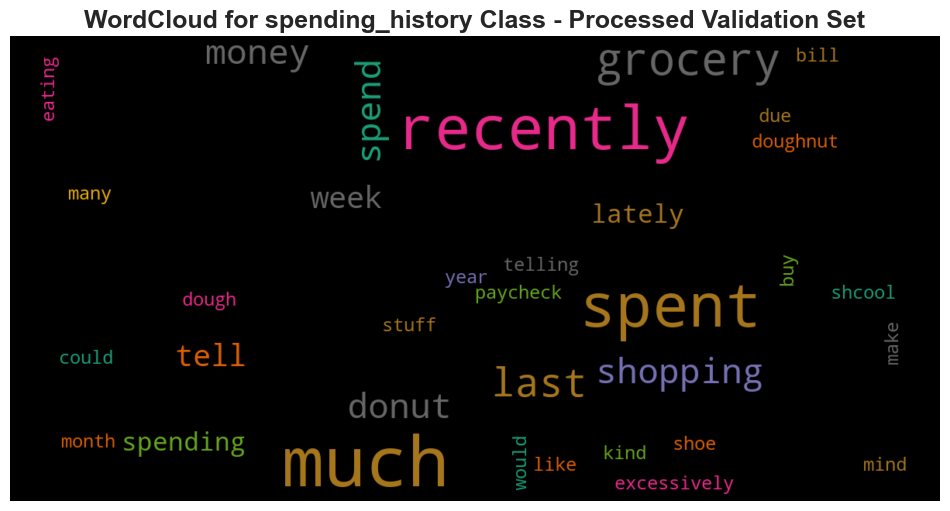 WordCloud for spending_history Class - Processed Validation Set
money
grocery
bill
eating
spend
recently
due
doughnut
many
week
lately
telling
year
paycheck
buy
shcool
dough
spent
stuff
make
could
tell
shopping
last
donut
month
spending
much
would
like
kind
shoe
excessively
mind